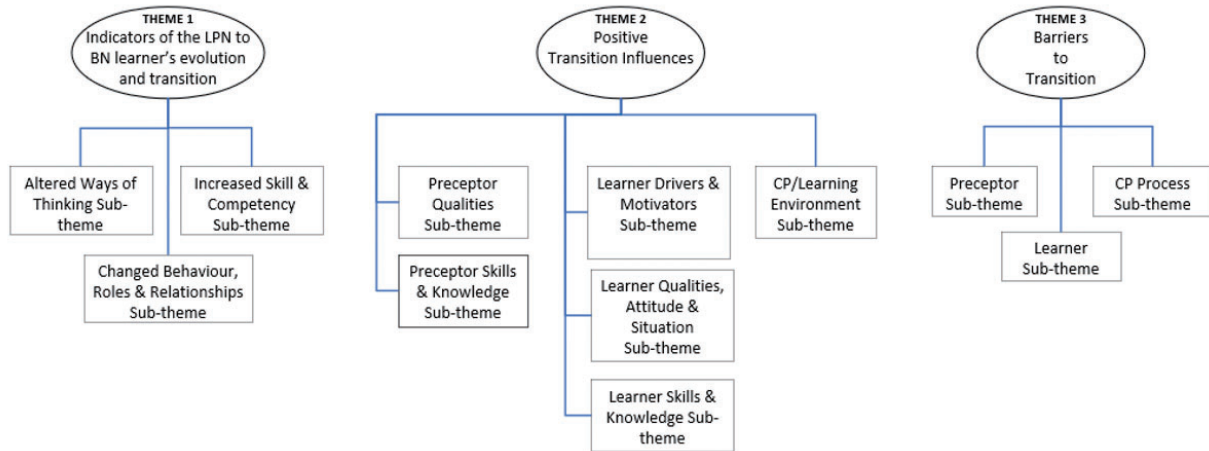 THEME 1
Indicators of the LPN to
BN learner's evolution
and transition
Altered Ways of
Thinking Sub-
theme
Increased Skill &
Competency
Sub-theme
Changed Behaviour,
Roles & Relationships
Sub-theme
THEME 2
Positive
Transition Influences
Preceptor
Qualities
Sub-theme
Preceptor Skills
& Knowledge
Sub-theme
Learner Drivers &
Motivators
Sub-theme
Learner Qualities,
Attitude &
Situation
Sub-theme
Learner Skills &
Knowledge Sub-
theme
CP/Learning
Environment
Sub-theme
THEME 3
Barriers
to
Transition
Preceptor
Sub-theme
Learner
Sub-theme
CP Process
Sub-theme